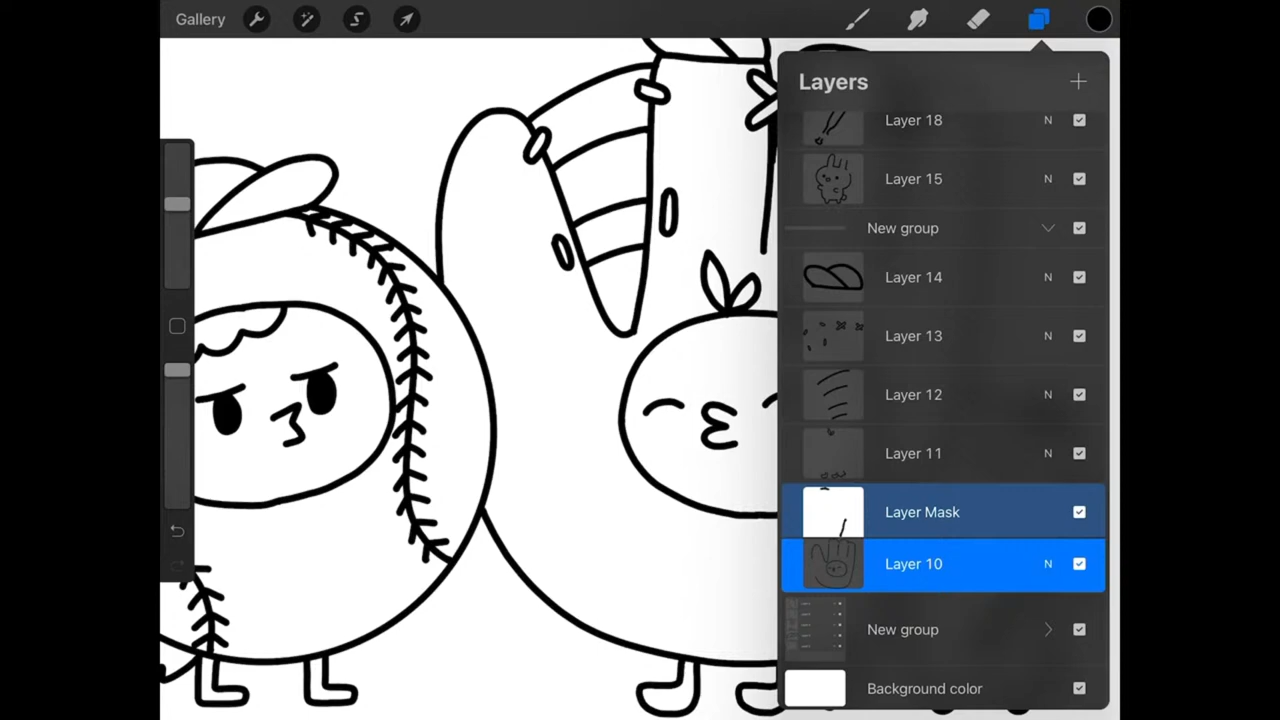 Gallery
Layers
Layer 18 N
Layer 15 N
New group
Layer 14 N
Layer 13 N
Layer 12 N
Layer 11 N
Layer Mask
Layer 10 N
New group
Background color